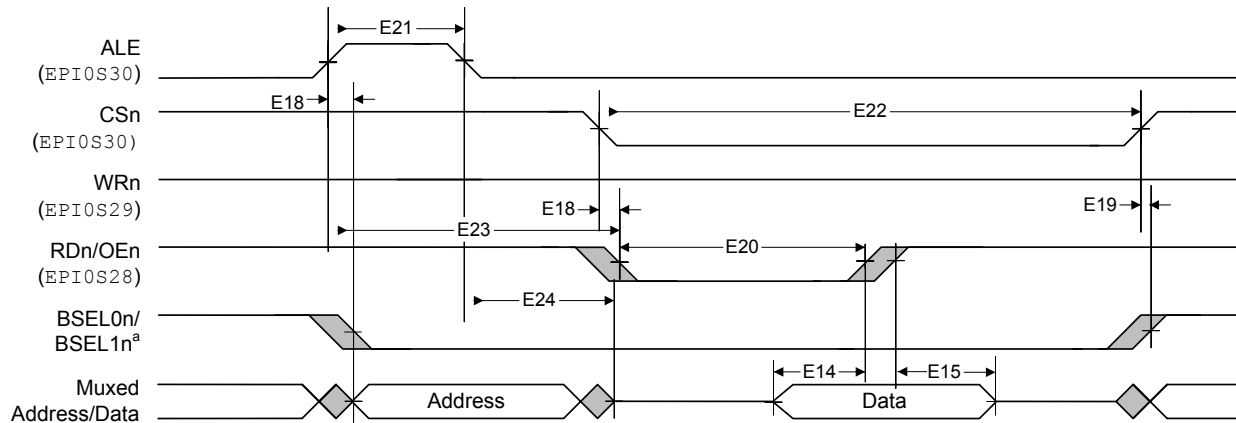 E21
ALE
(EPI0S30)
E18
CSn
E22
(EPI0S30)
WRn
(EPI0S29)
E18
E19
E23
RDn/OEn
E20
(EPI0S28)
E24
BSEL0n/
BSEL1nᵃ
E14
E15
Muxed
Address/Data
Address
Data